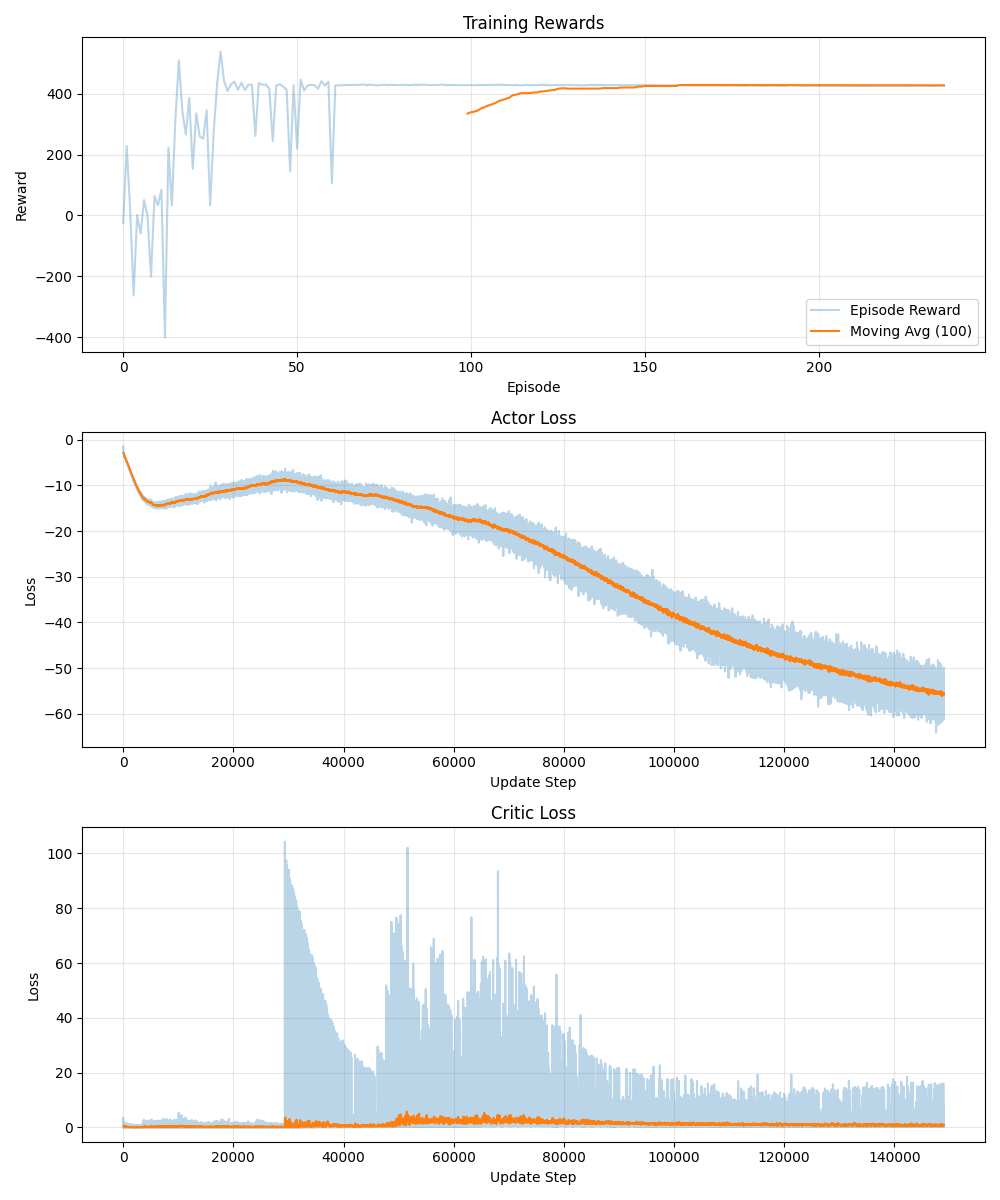 Training Rewards
400
200
0
−200
−400
Reward
0 50 100 150 200
Episode
Episode Reward
Moving Avg (100)
Actor Loss
0
−10
−20
−30
−40
−50
−60
Loss
0 20000 40000 60000 80000 100000 120000 140000
Update Step
Critic Loss
100
80
60
40
20
0
Loss
0 20000 40000 60000 80000 100000 120000 140000
Update Step